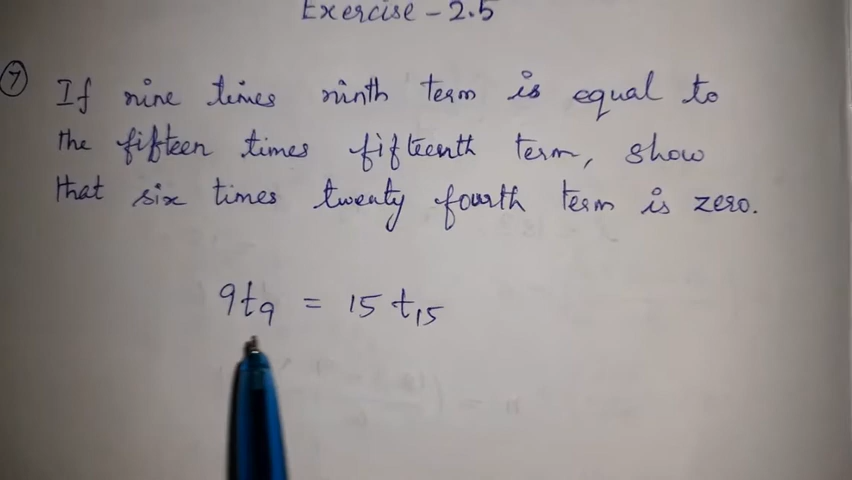 Exercise - 2.5
7 If nine times ninth term is equal to
the fifteen times fifteenth term, show
that six times twenty fourth term is zero.
9t₉ = 15 t₁₅